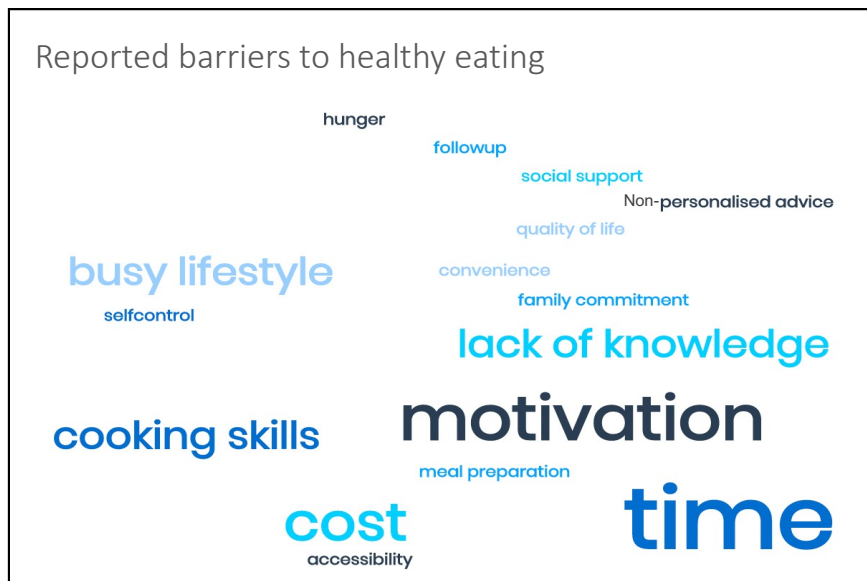 Reported barriers to healthy eating
hunger
followup
social support
Non-personalised advice
quality of life
busy lifestyle
convenience
family commitment
selfcontrol
lack of knowledge
motivation
cooking skills
meal preparation
time
cost
accessibility